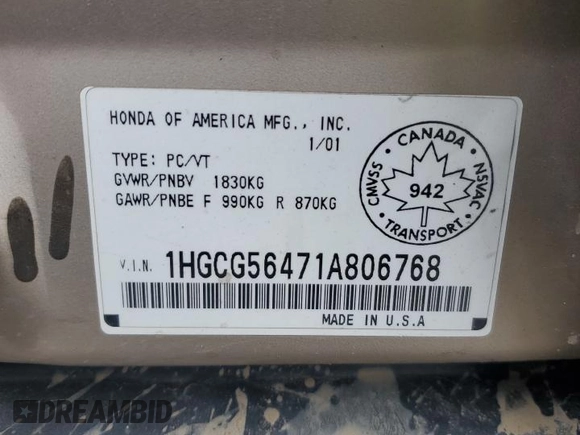 HONDA OF AMERICA MFG., INC.
1/01
TYPE: PC/VT
GVWR/PNBV 1830KG
GAWR/PNBE F 990KG R 870KG
CANADA
CMVSS
NSVAC
942
TRANSPORT
V.I.N. 1HGCG56471A806768
MADE IN U.S.A
DREAMBID